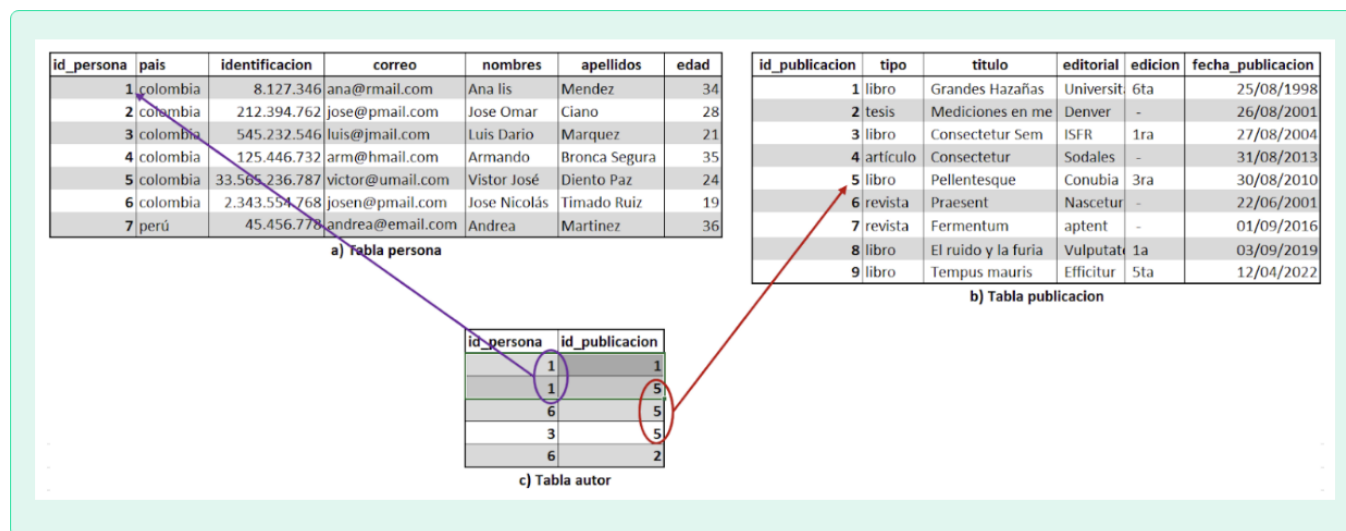 id_persona pais identificacion correo nombres apellidos edad
1 colombia 8.127.346 ana@rmail.com Ana lis Mendez 34
2 colombia 212.394.762 jose@pmail.com Jose Omar Ciano 28
3 colombia 545.232.546 luis@jmail.com Luis Dario Marquez 21
4 colombia 125.446.732 arm@hmail.com Armando Bronca Segura 35
5 colombia 33.565.236.787 victor@umail.com Vistor José Diento Paz 24
6 colombia 2.343.554.768 josen@pmail.com Jose Nicolás Timado Ruiz 19
7 perú 45.456.778 andrea@email.com Andrea Martinez 36
a) Tabla persona
id_publicacion tipo titulo editorial edicion fecha_publicacion
1 libro Grandes Hazañas Universit 6ta 25/08/1998
2 tesis Mediciones en me Denver - 26/08/2001
3 libro Consectetur Sem ISFR 1ra 27/08/2004
4 artículo Consectetur Sodales - 31/08/2013
5 libro Pellentesque Conubia 3ra 30/08/2010
6 revista Praesent Nascetur - 22/06/2001
7 revista Fermentum aptent - 01/09/2016
8 libro El ruido y la furia Vulputat 1a 03/09/2019
9 libro Tempus mauris Efficitur 5ta 12/04/2022
b) Tabla publicacion
id_persona id_publicacion
1 1
1 5
6 5
3 5
6 2
c) Tabla autor